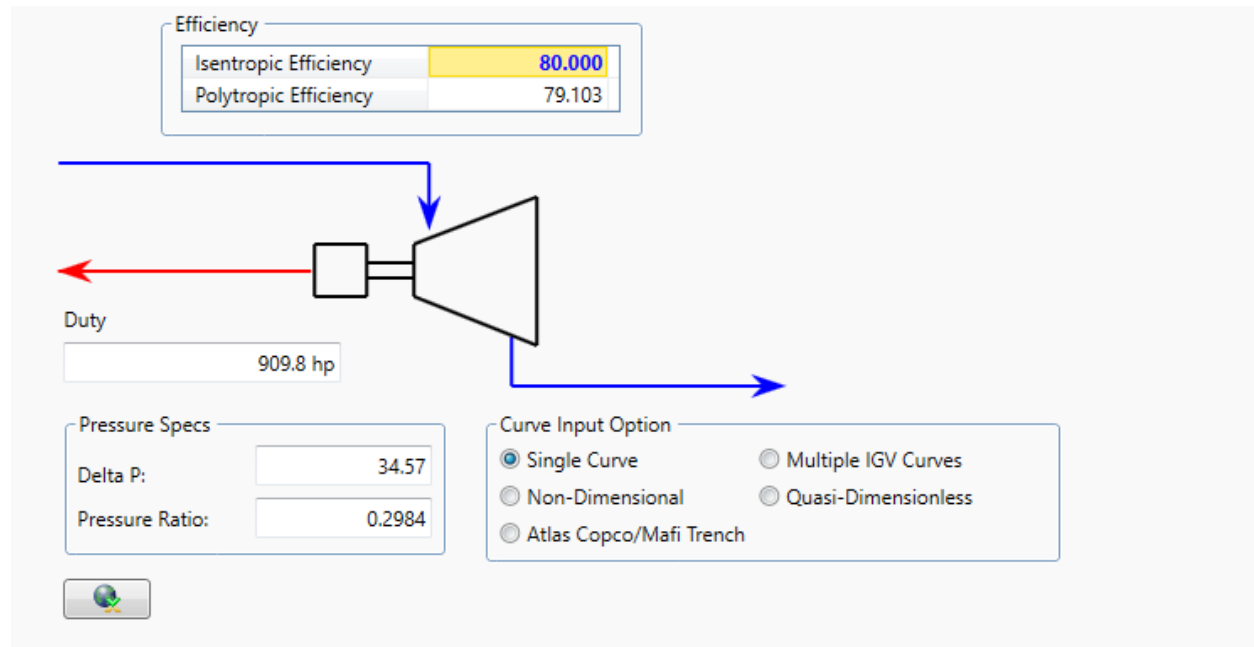 Efficiency
Isentropic Efficiency 80.000
Polytropic Efficiency 79.103
Duty
909.8 hp
Pressure Specs
Delta P: 34.57
Pressure Ratio: 0.2984
Curve Input Option
Single Curve Multiple IGV Curves
Non-Dimensional Quasi-Dimensionless
Atlas Copco/Mafi Trench